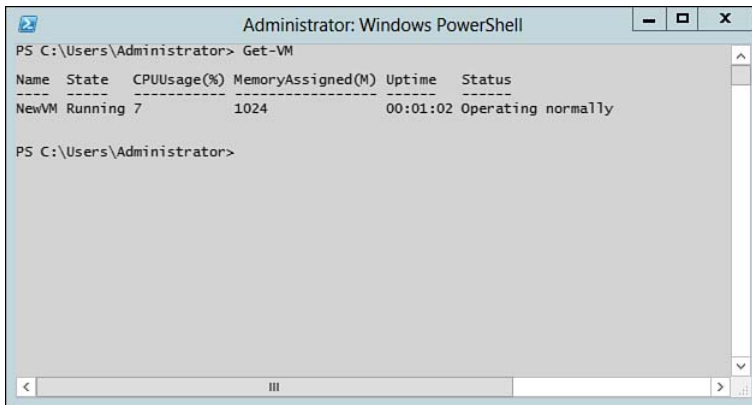 Administrator: Windows PowerShell
PS C:\Users\Administrator> Get-VM
Name State CPUUsage(%) MemoryAssigned(M) Uptime Status
---- ----- ----------- ----------------- ------ ------
NewVM Running 7 1024 00:01:02 Operating normally
PS C:\Users\Administrator>